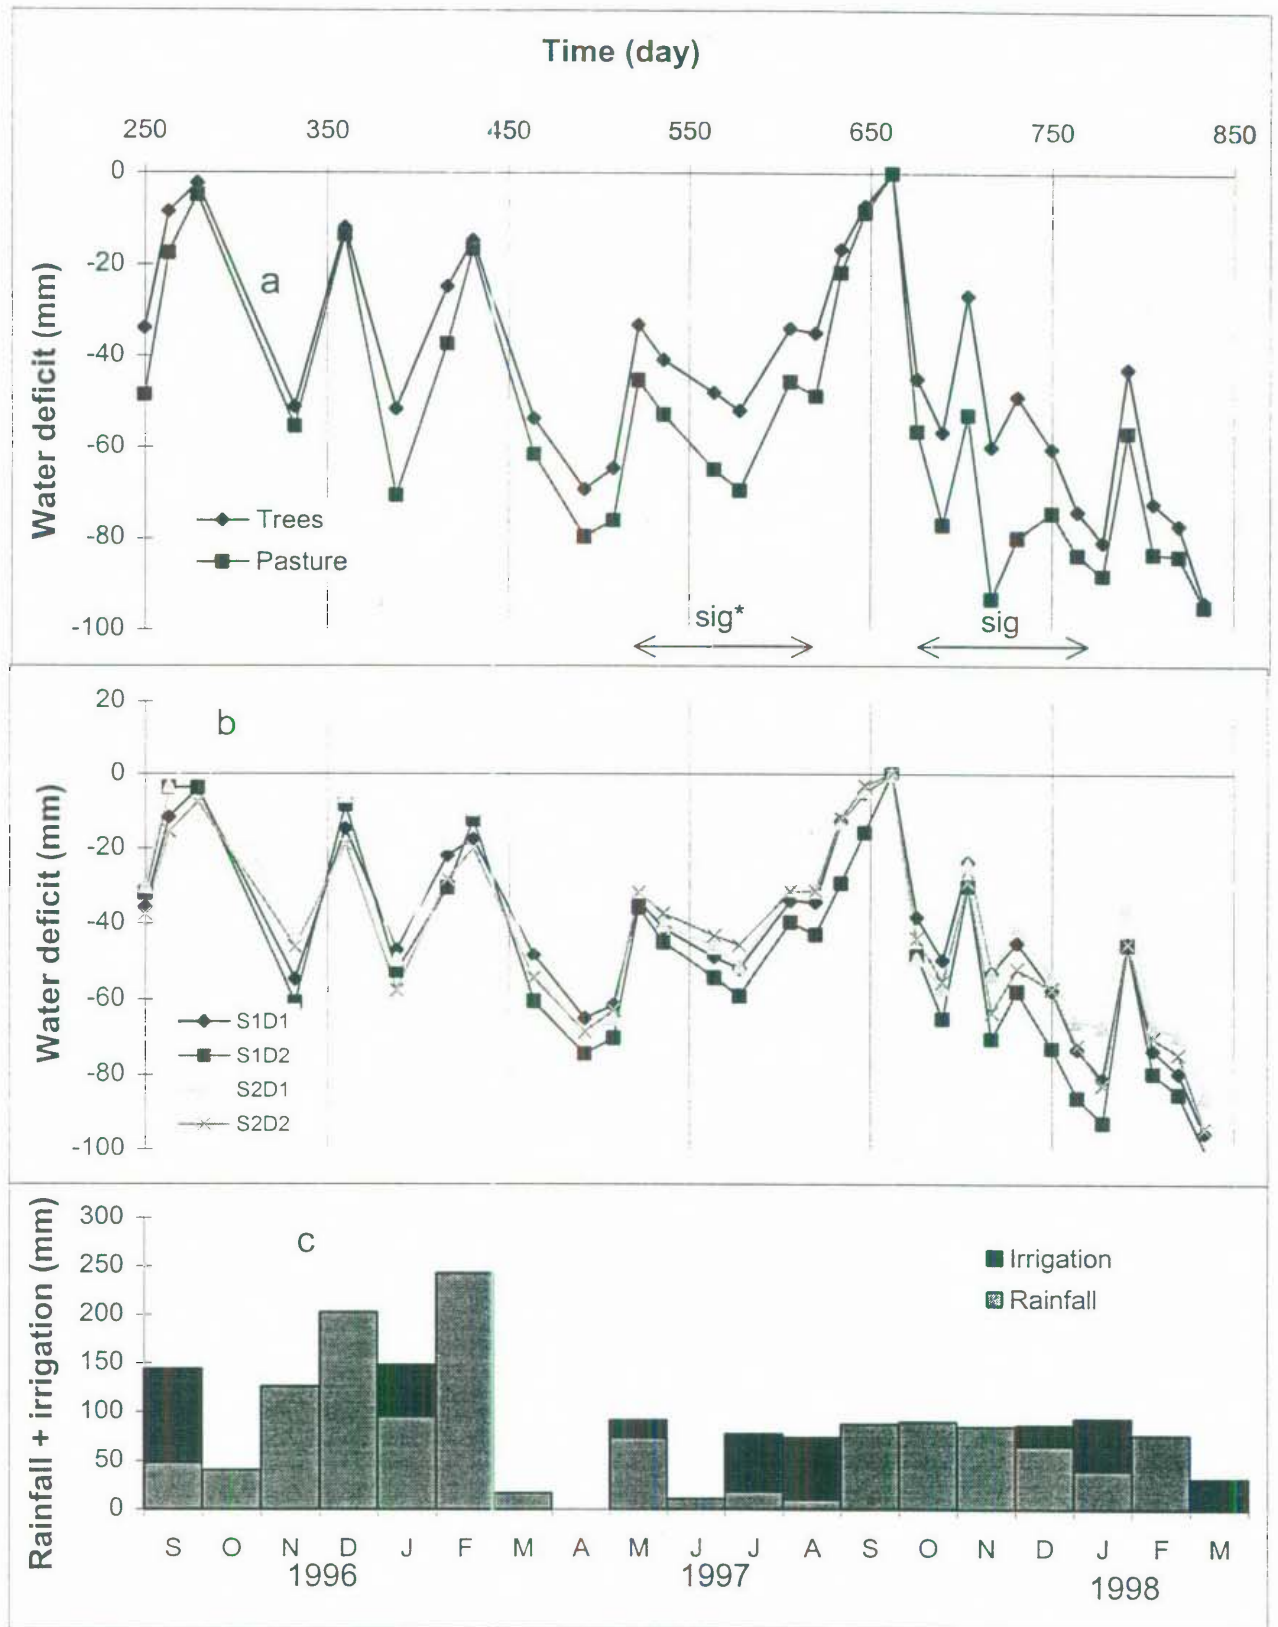 Time (day)
250 350 450 550 650 750 850
0
-20
-40
-60
-80
-100
Water deficit (mm)
a
Trees
Pasture
sig* sig
20
0
-20
-40
-60
-80
-100
Water deficit (mm)
b
S1D1
S1D2
S2D1
S2D2
300
250
200
150
100
50
0
Rainfall + irrigation (mm)
c
Irrigation
Rainfall
S O N D J F M A M J J A S O N D J F M
1996 1997 1998